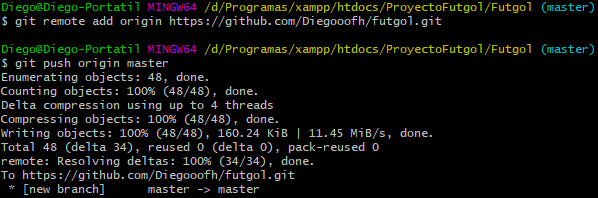 Diego@Diego-Portatil MINGW64 /d/Programas/xampp/htdocs/ProyectoFutgol/Futgol (master)
$ git remote add origin https://github.com/Diegooofh/futgol.git
Diego@Diego-Portatil MINGW64 /d/Programas/xampp/htdocs/ProyectoFutgol/Futgol (master)
$ git push origin master
Enumerating objects: 48, done.
Counting objects: 100% (48/48), done.
Delta compression using up to 4 threads
Compressing objects: 100% (48/48), done.
Writing objects: 100% (48/48), 160.24 KiB | 11.45 MiB/s, done.
Total 48 (delta 34), reused 0 (delta 0), pack-reused 0
remote: Resolving deltas: 100% (34/34), done.
To https://github.com/Diegooofh/futgol.git
 * [new branch]      master -> master